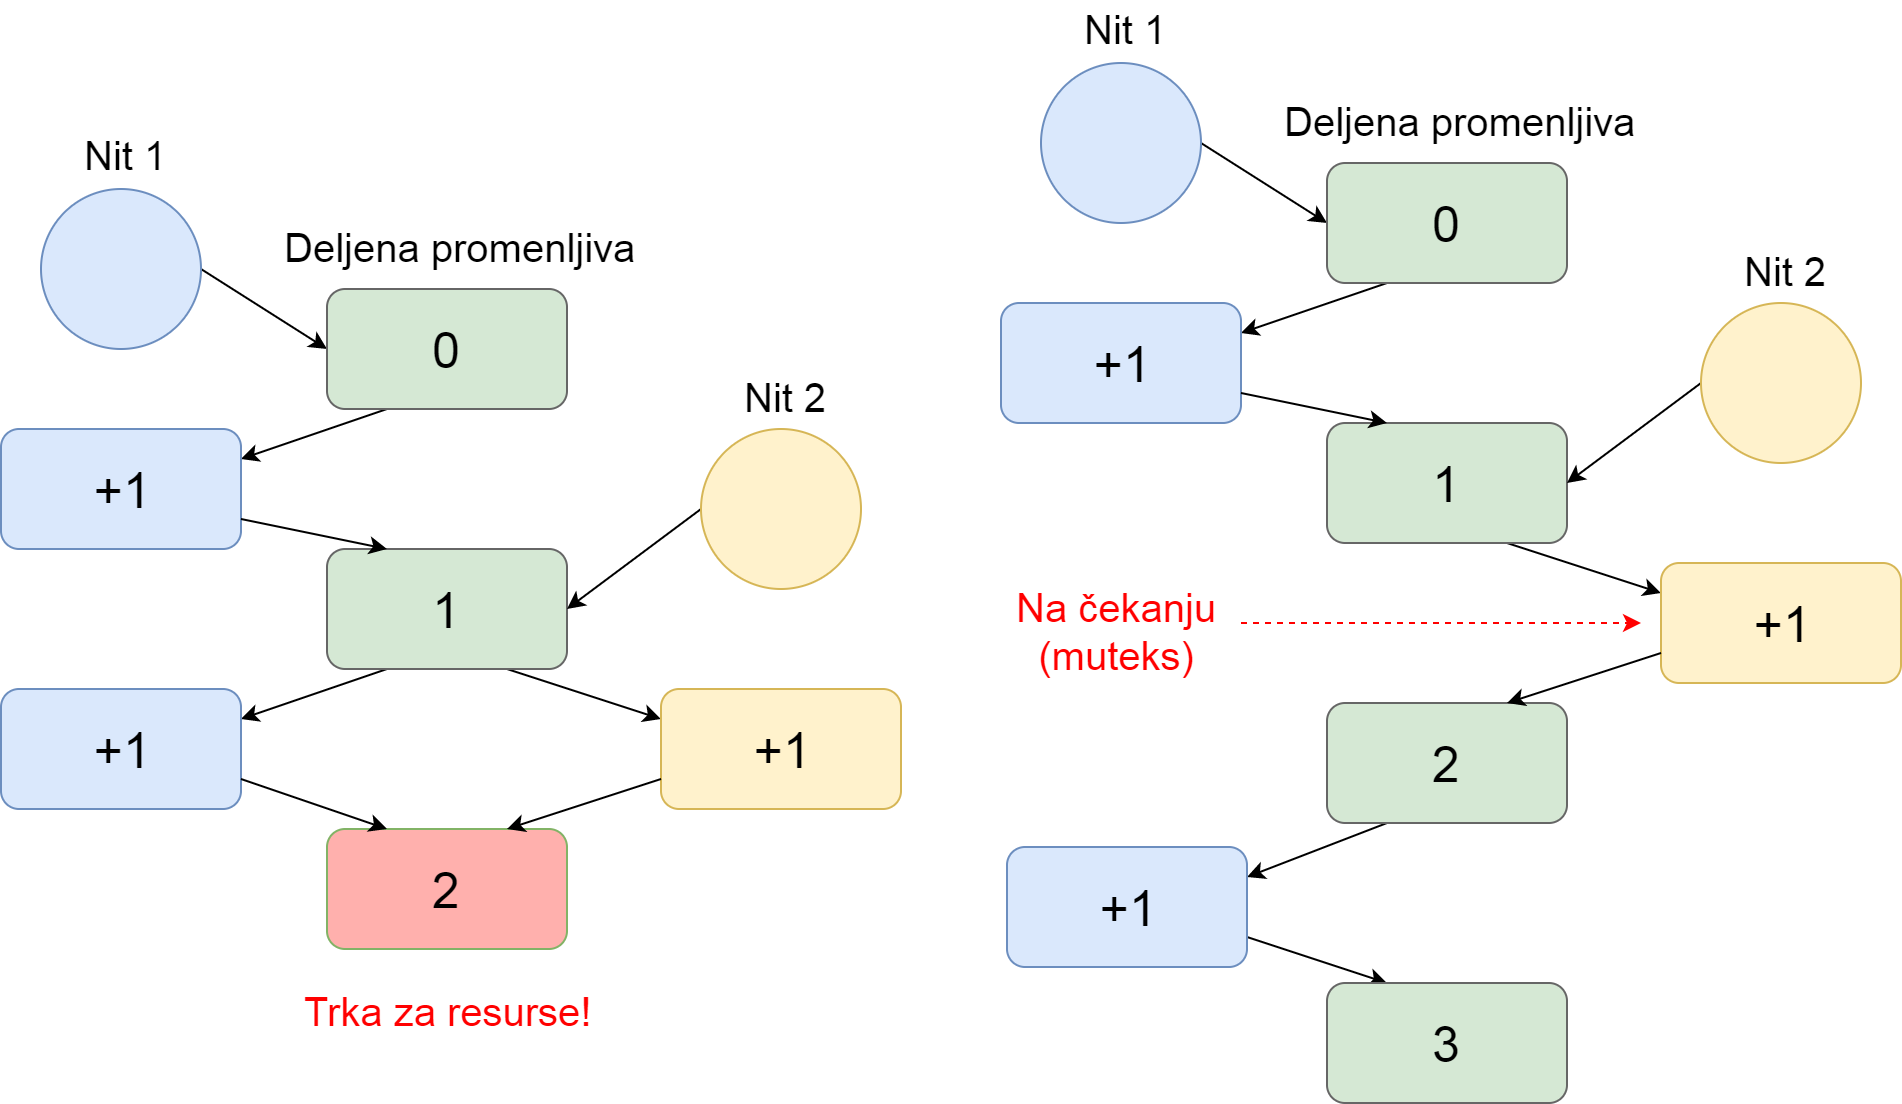 Nit 1
Deljena promenljiva
0
Nit 2
+1
1
+1
+1
2
Trka za resurse!
Nit 1
Deljena promenljiva
0
Nit 2
+1
1
Na čekanju
(muteks)
+1
2
+1
3